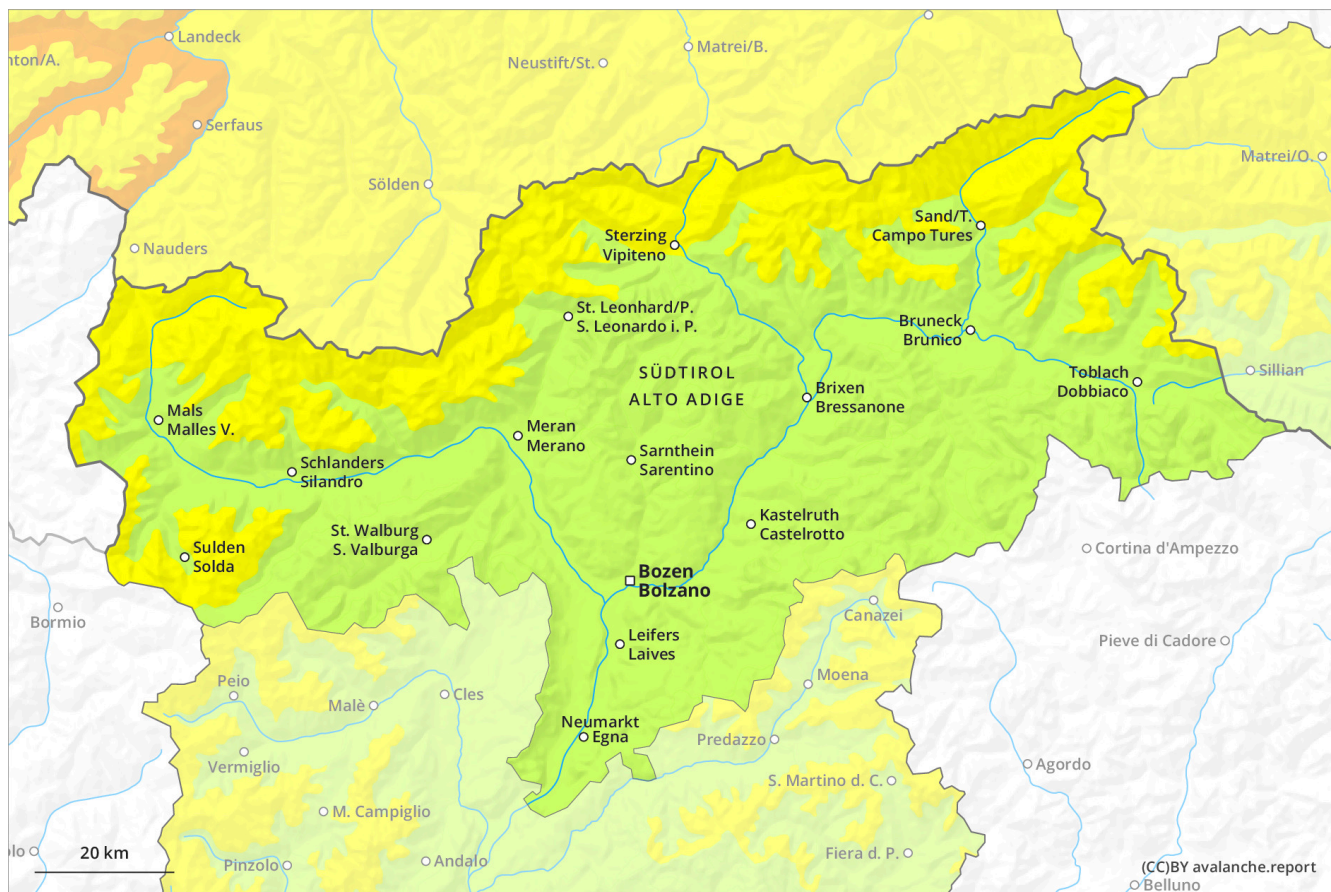 Landeck
nton/A.
Matrei/B.
Neustift/St.
Serfaus
Matrei/O.
Sölden
Sand/T.
Campo Tures
Sterzing
Vipiteno
Nauders
St. Leonhard/P.
S. Leonardo i. P.
Bruneck
Brunico
SÜDTIROL
ALTO ADIGE
Toblach
Dobbiaco
Sillian
Brixen
Bressanone
Mals
Malles V.
Meran
Merano
Schlanders
Silandro
Sarnthein
Sarentino
Kastelruth
Castelrotto
St. Walburg
S. Valburga
Sulden
Solda
Cortina d'Ampezzo
Bozen
Bolzano
Bormio
Canazei
Leifers
Laives
Pieve di Cadore
Peio
Moena
Malè
Cles
Neumarkt
Egna
Predazzo
Vermiglio
Agordo
S. Martino d. C.
M. Campiglio
lo
20 km
Pinzolo
Andalo
Fiera d. P.
(CC)BY avalanche.report
Belluno